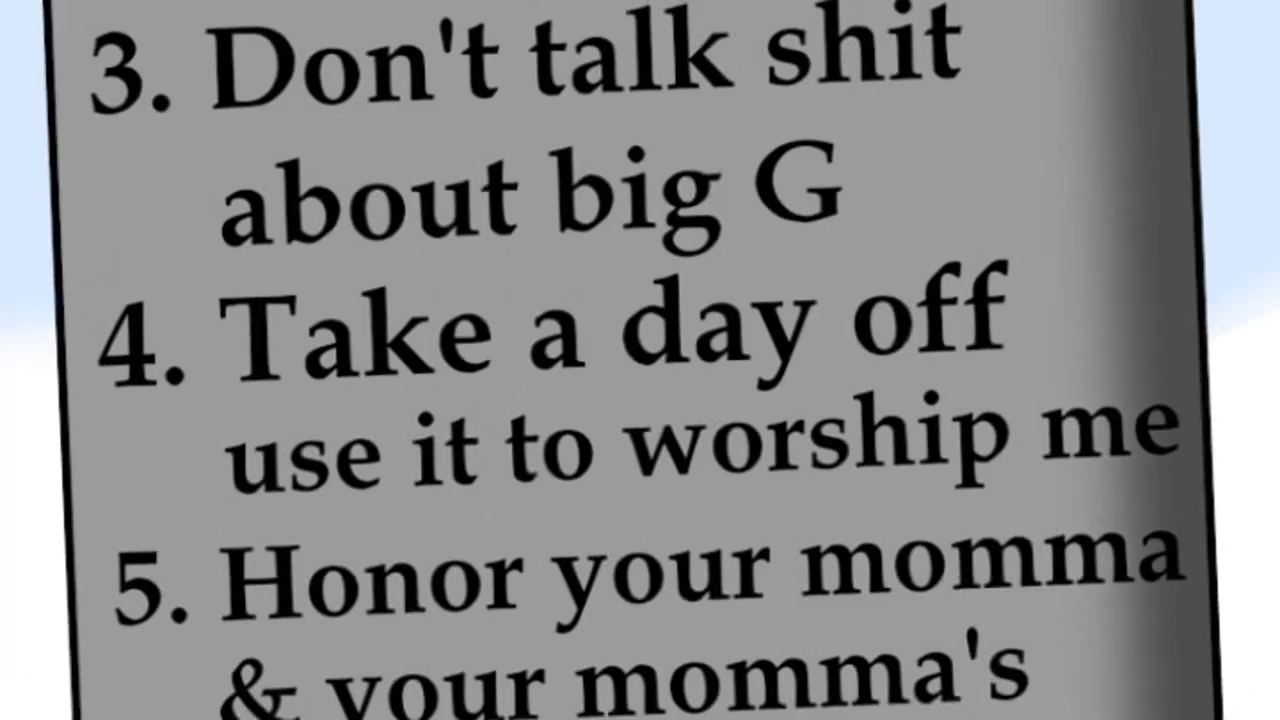 3. Don't talk shit
about big G
4. Take a day off
use it to worship me
5. Honor your momma
& your momma's